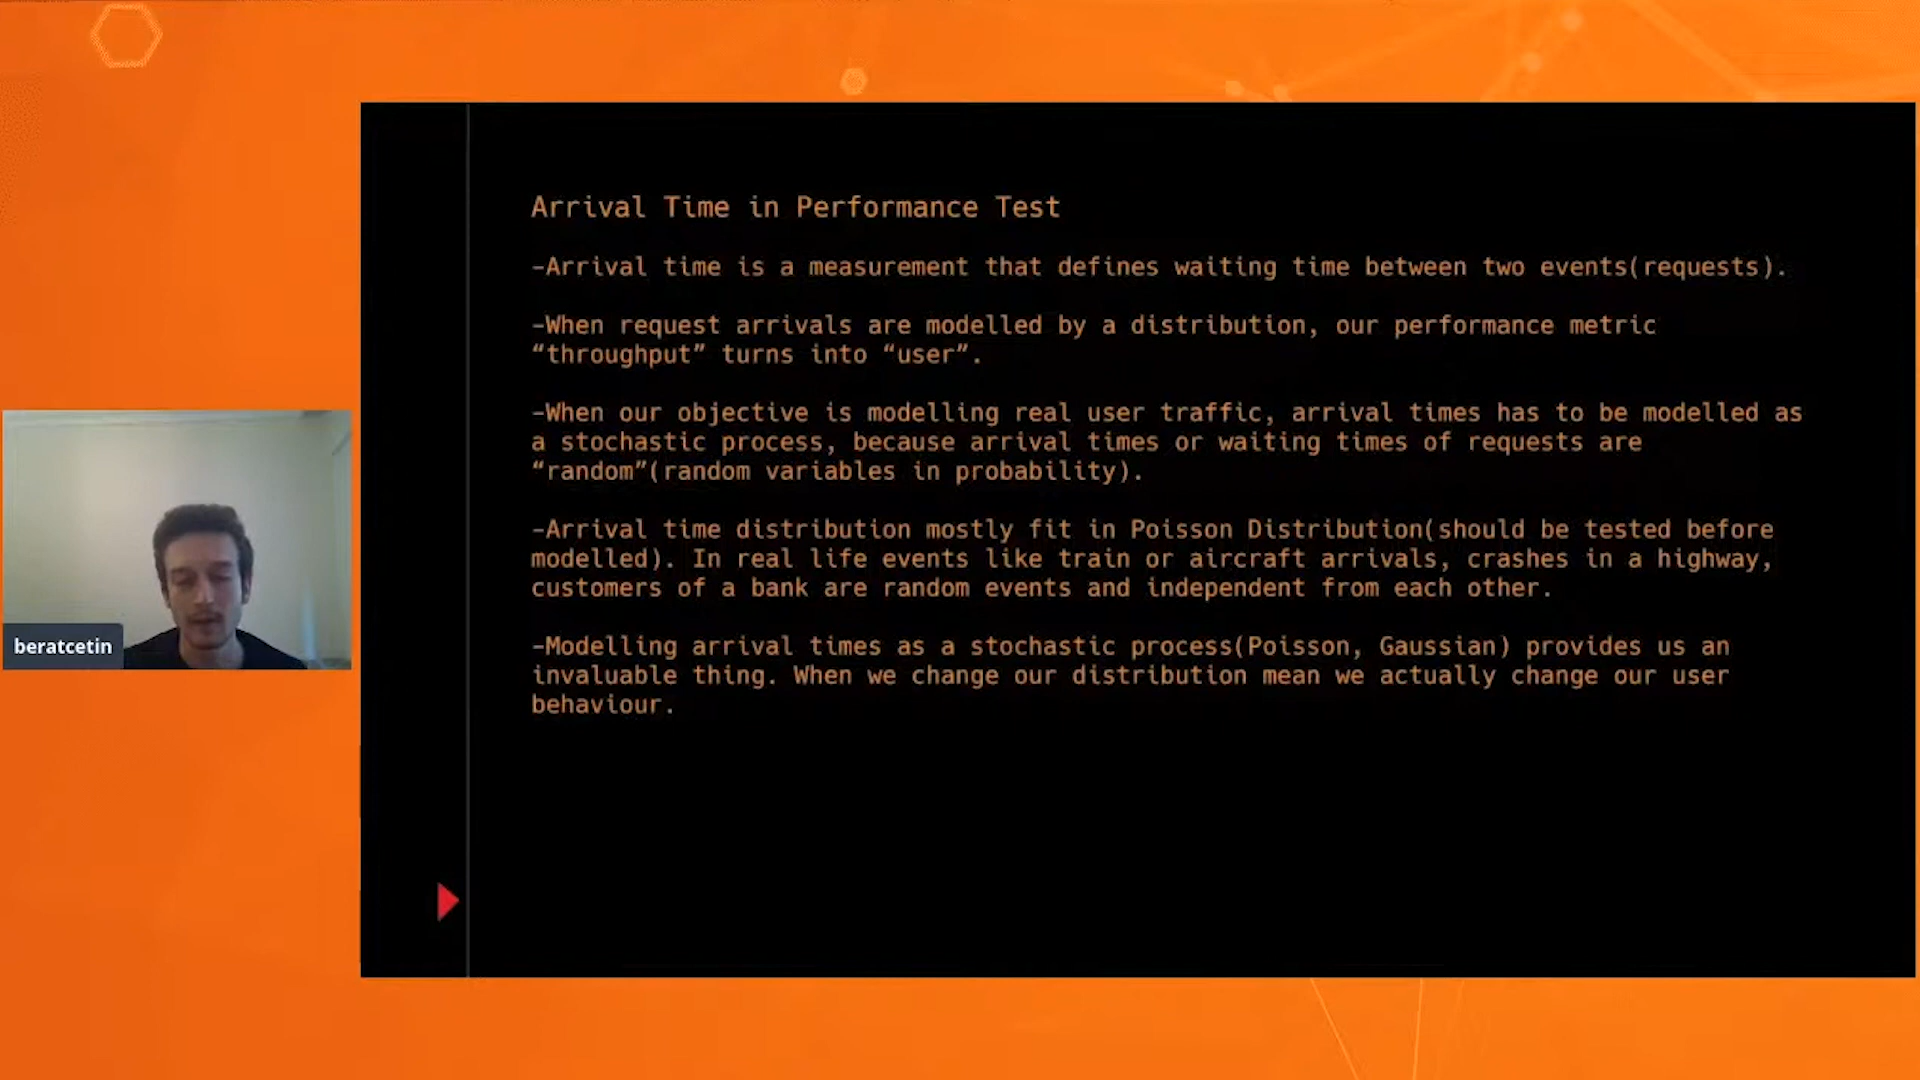 Arrival Time in Performance Test
-Arrival time is a measurement that defines waiting time between two events(requests).
-When request arrivals are modelled by a distribution, our performance metric
“throughput” turns into “user”.
-When our objective is modelling real user traffic, arrival times has to be modelled as
a stochastic process, because arrival times or waiting times of requests are
“random”(random variables in probability).
-Arrival time distribution mostly fit in Poisson Distribution(should be tested before
modelled). In real life events like train or aircraft arrivals, crashes in a highway,
customers of a bank are random events and independent from each other.
-Modelling arrival times as a stochastic process(Poisson, Gaussian) provides us an
invaluable thing. When we change our distribution mean we actually change our user
behaviour.
beratcetin